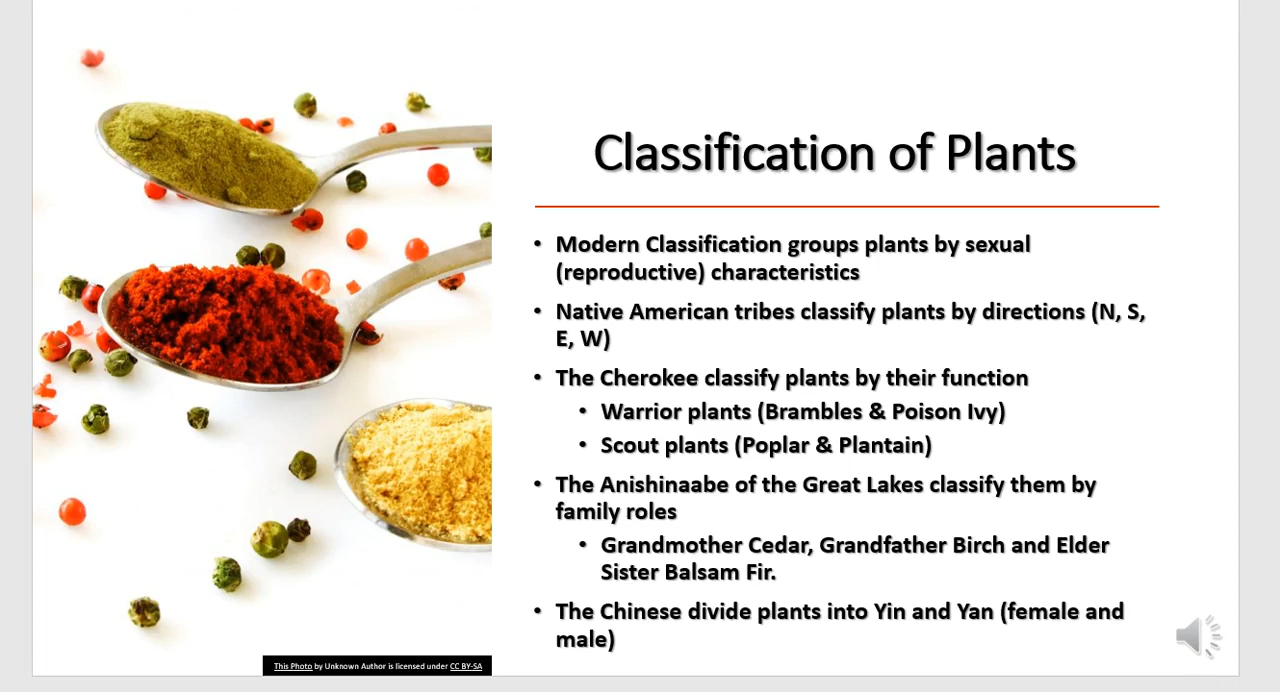 Classification of Plants
• Modern Classification groups plants by sexual
(reproductive) characteristics
• Native American tribes classify plants by directions (N, S,
E, W)
• The Cherokee classify plants by their function
• Warrior plants (Brambles & Poison Ivy)
• Scout plants (Poplar & Plantain)
• The Anishinaabe of the Great Lakes classify them by
family roles
• Grandmother Cedar, Grandfather Birch and Elder
Sister Balsam Fir.
• The Chinese divide plants into Yin and Yan (female and
male)
This Photo by Unknown Author is licensed under CC BY-SA